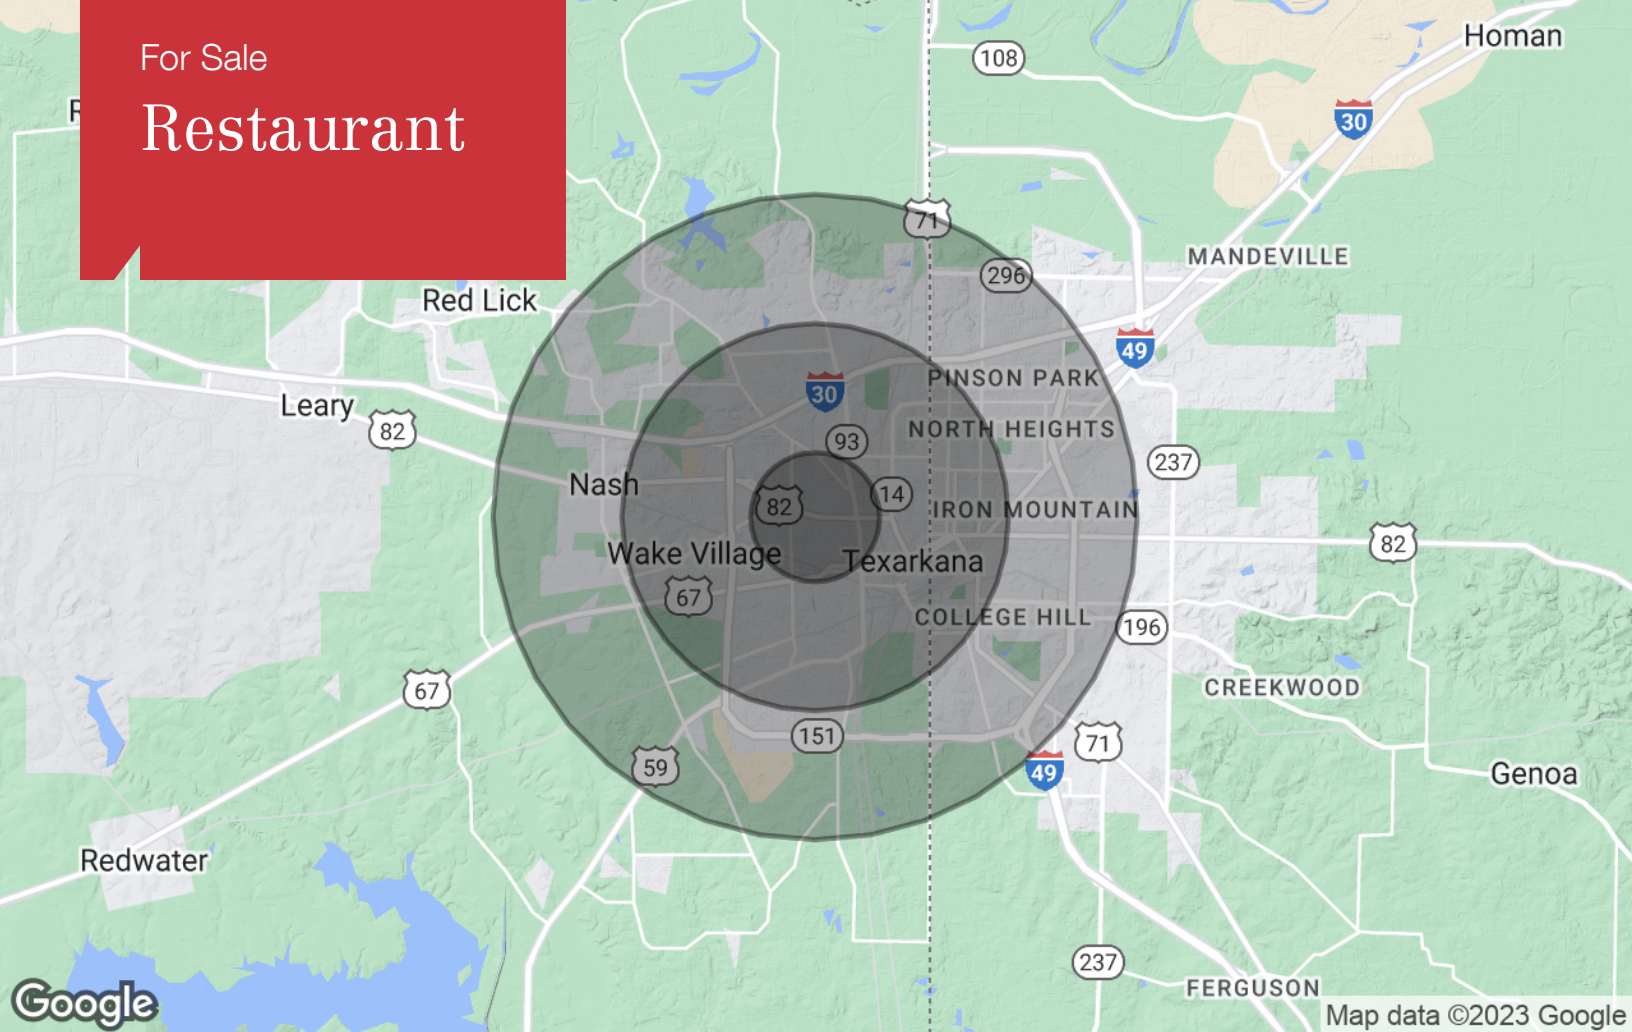 For Sale
Restaurant
Homan
108
30
R
71
MANDEVILLE
296
Red Lick
49
PINSON PARK
30
Leary
82
NORTH HEIGHTS
93
237
Nash
14
82
IRON MOUNTAIN
82
Wake Village
Texarkana
67
COLLEGE HILL
196
67
CREEKWOOD
151
71
59
49
Genoa
Redwater
237
FERGUSON
Google
Map data ©2023 Google